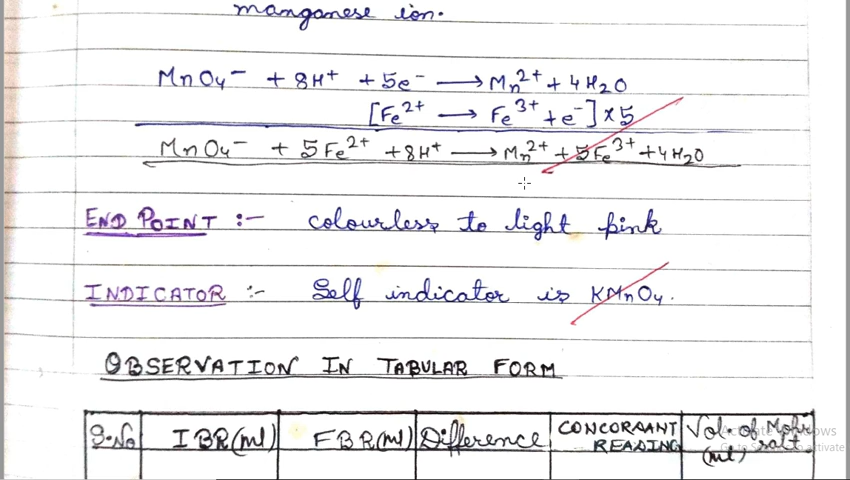 manganese ion.
MnO4⁻ + 8H⁺ + 5e⁻ → Mn²⁺ + 4H2O
[Fe²⁺ → Fe³⁺ + e⁻] × 5
MnO4⁻ + 5Fe²⁺ + 8H⁺ → Mn²⁺ + 5Fe³⁺ + 4H2O
END POINT :- colourless to light pink
INDICATOR :- Self indicator is KMnO4.
OBSERVATION IN TABULAR FORM
S.No IBR(ml) FBR(ml) Difference CONCORDANT READING Vol. of Mohr salt (ml)